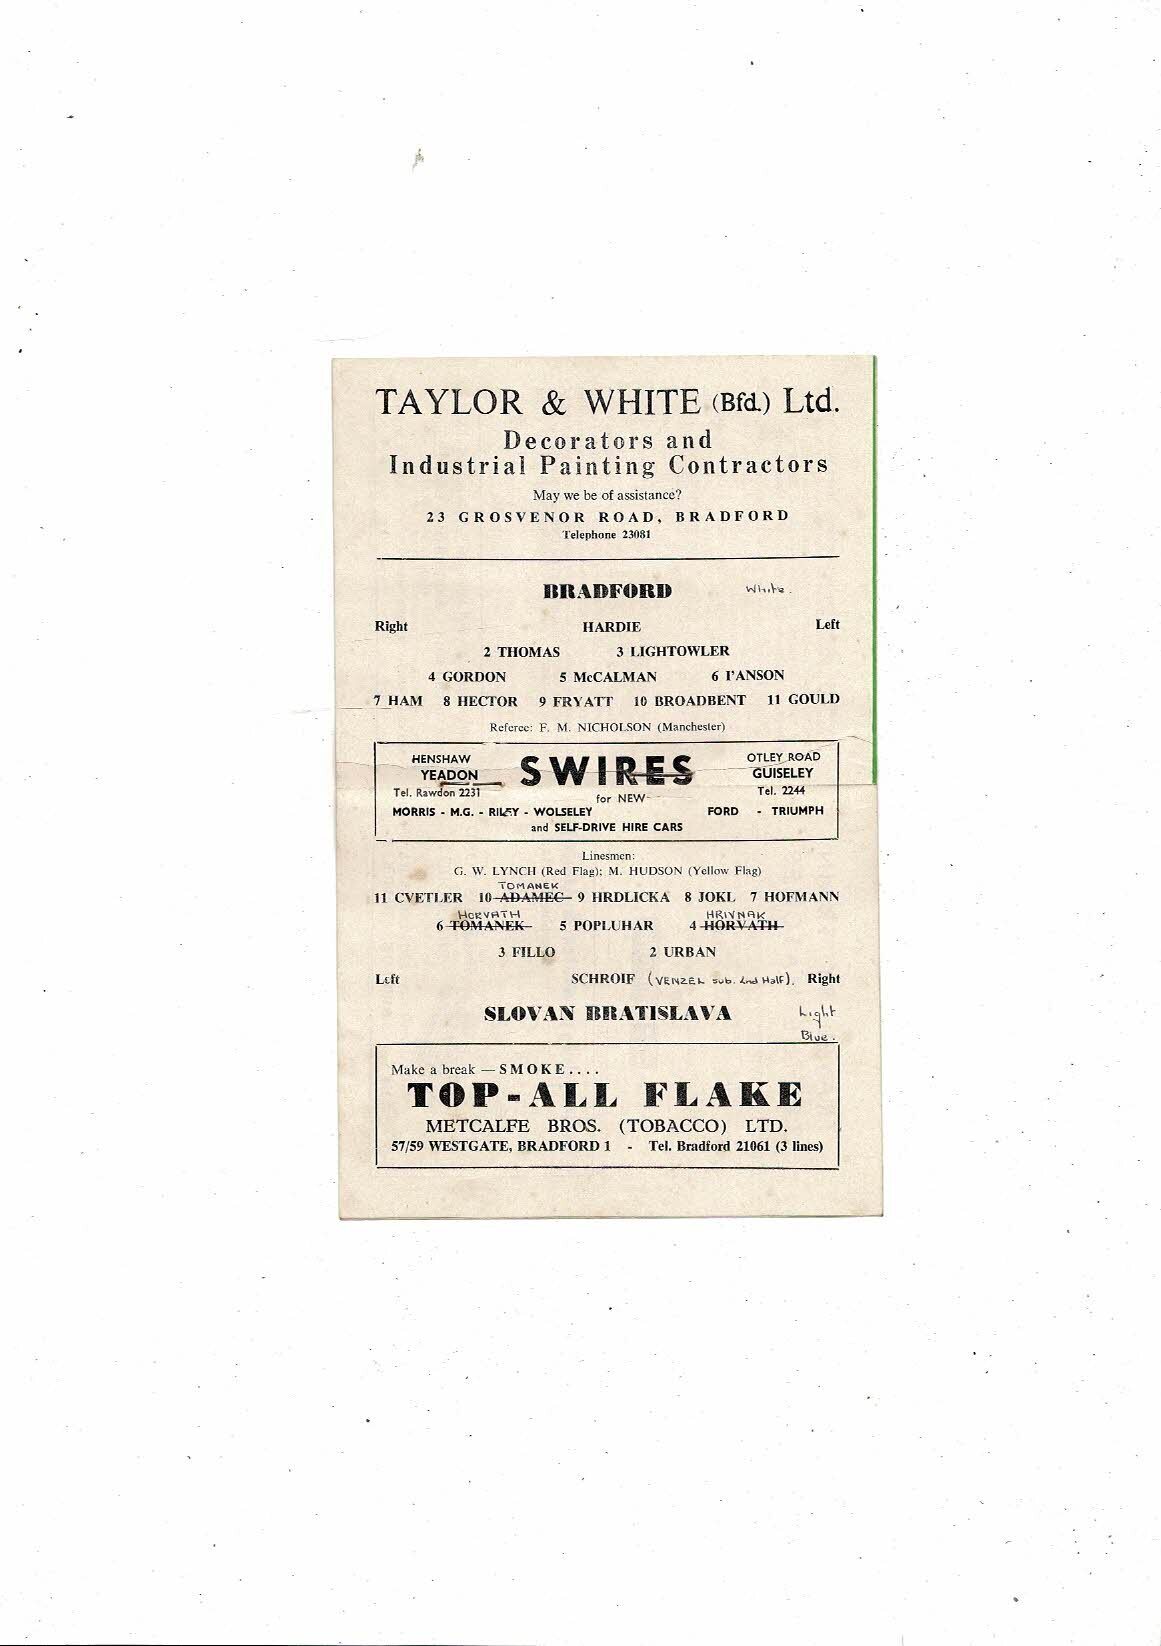 TAYLOR & WHITE (Bfd.) Ltd.
Decorators and
Industrial Painting Contractors
May we be of assistance?
23 GROSVENOR ROAD, BRADFORD
Telephone 23081
BRADFORD White.
Right HARDIE Left
2 THOMAS 3 LIGHTOWLER
4 GORDON 5 McCALMAN 6 I'ANSON
7 HAM 8 HECTOR 9 FRYATT 10 BROADBENT 11 GOULD
Referee: F. M. NICHOLSON (Manchester)
HENSHAW SWIRES OTLEY ROAD
YEADON GUISELEY
Tel. Rawdon 2231 for NEW Tel. 2244
MORRIS - M.G. - RILEY - WOLSELEY FORD - TRIUMPH
and SELF-DRIVE HIRE CARS
Linesmen:
G. W. LYNCH (Red Flag); M. HUDSON (Yellow Flag)
TOMANEK
11 CVETLER 10 ADAMEC 9 HRDLICKA 8 JOKL 7 HOFMANN
HORVATH HRIVNAK
6 TOMANEK 5 POPLUHAR 4 HORVATH
3 FILLO 2 URBAN
Left SCHROIF (VENZEL sub. 2nd Half). Right
SLOVAN BRATISLAVA Light
Blue.
Make a break — SMOKE....
TOP-ALL FLAKE
METCALFE BROS. (TOBACCO) LTD.
57/59 WESTGATE, BRADFORD 1 - Tel. Bradford 21061 (3 lines)